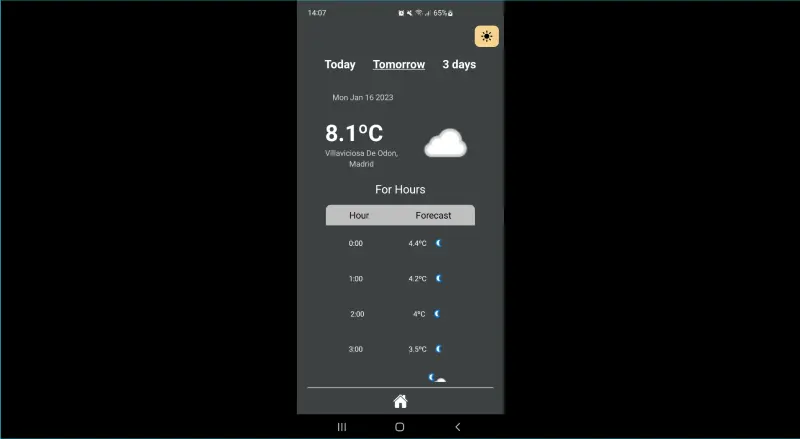 14:07
65%
Today Tomorrow 3 days
Mon Jan 16 2023
8.1ºC
Villaviciosa De Odon,
Madrid
For Hours
Hour Forecast
0:00 4.4ºC
1:00 4.2ºC
2:00 4ºC
3:00 3.5ºC